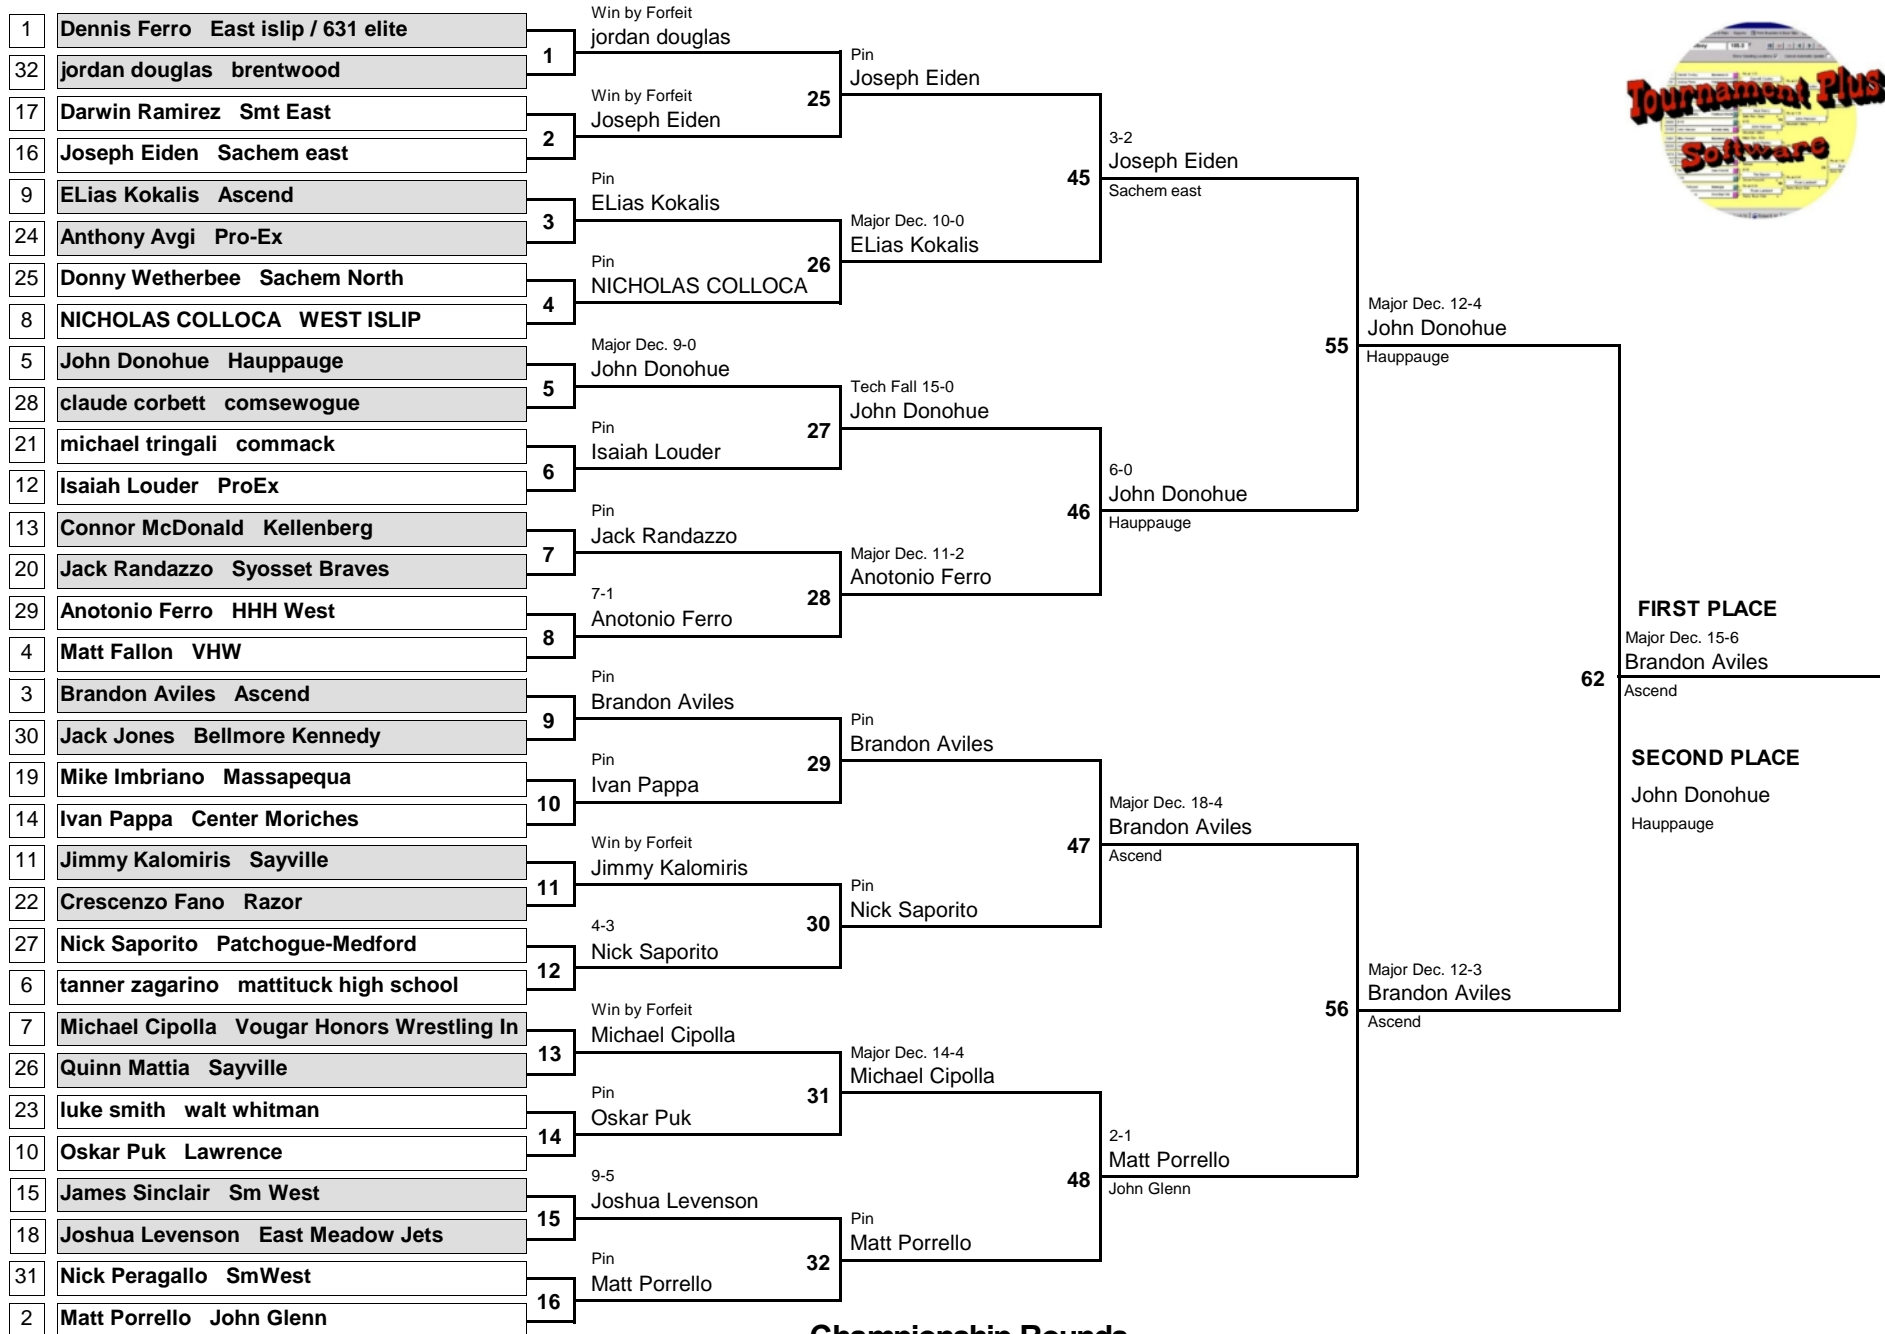 1 Dennis Ferro East islip / 631 elite
32 jordan douglas brentwood
17 Darwin Ramirez Smt East
16 Joseph Eiden Sachem east
9 ELias Kokalis Ascend
24 Anthony Avgi Pro-Ex
25 Donny Wetherbee Sachem North
8 NICHOLAS COLLOCA WEST ISLIP
5 John Donohue Hauppauge
28 claude corbett comsewogue
21 michael tringali commack
12 Isaiah Louder ProEx
13 Connor McDonald Kellenberg
20 Jack Randazzo Syosset Braves
29 Anotonio Ferro HHH West
4 Matt Fallon VHW
3 Brandon Aviles Ascend
30 Jack Jones Bellmore Kennedy
19 Mike Imbriano Massapequa
14 Ivan Pappa Center Moriches
11 Jimmy Kalomiris Sayville
22 Crescenzo Fano Razor
27 Nick Saporito Patchogue-Medford
6 tanner zagarino mattituck high school
7 Michael Cipolla Vougar Honors Wrestling In
26 Quinn Mattia Sayville
23 luke smith walt whitman
10 Oskar Puk Lawrence
15 James Sinclair Sm West
18 Joshua Levenson East Meadow Jets
31 Nick Peragallo SmWest
2 Matt Porrello John Glenn
1
2
3
4
5
6
7
8
9
10
11
12
13
14
15
16
Win by Forfeit
jordan douglas
Win by Forfeit
Joseph Eiden
Pin
ELias Kokalis
Pin
NICHOLAS COLLOCA
Major Dec. 9-0
John Donohue
Pin
Isaiah Louder
Pin
Jack Randazzo
7-1
Anotonio Ferro
Pin
Brandon Aviles
Pin
Ivan Pappa
Win by Forfeit
Jimmy Kalomiris
4-3
Nick Saporito
Win by Forfeit
Michael Cipolla
Pin
Oskar Puk
9-5
Joshua Levenson
Pin
Matt Porrello
25
26
27
28
29
30
31
32
Pin
Joseph Eiden
Major Dec. 10-0
ELias Kokalis
Tech Fall 15-0
John Donohue
Major Dec. 11-2
Anotonio Ferro
Pin
Brandon Aviles
Pin
Nick Saporito
Major Dec. 14-4
Michael Cipolla
Pin
Matt Porrello
45
46
47
48
3-2
Joseph Eiden
Sachem east
6-0
John Donohue
Hauppauge
Major Dec. 18-4
Brandon Aviles
Ascend
2-1
Matt Porrello
John Glenn
55
56
Major Dec. 12-4
John Donohue
Hauppauge
Major Dec. 12-3
Brandon Aviles
Ascend
62
FIRST PLACE
Major Dec. 15-6
Brandon Aviles
Ascend
SECOND PLACE
John Donohue
Hauppauge
Tournament Plus
Software
Championship Rounds